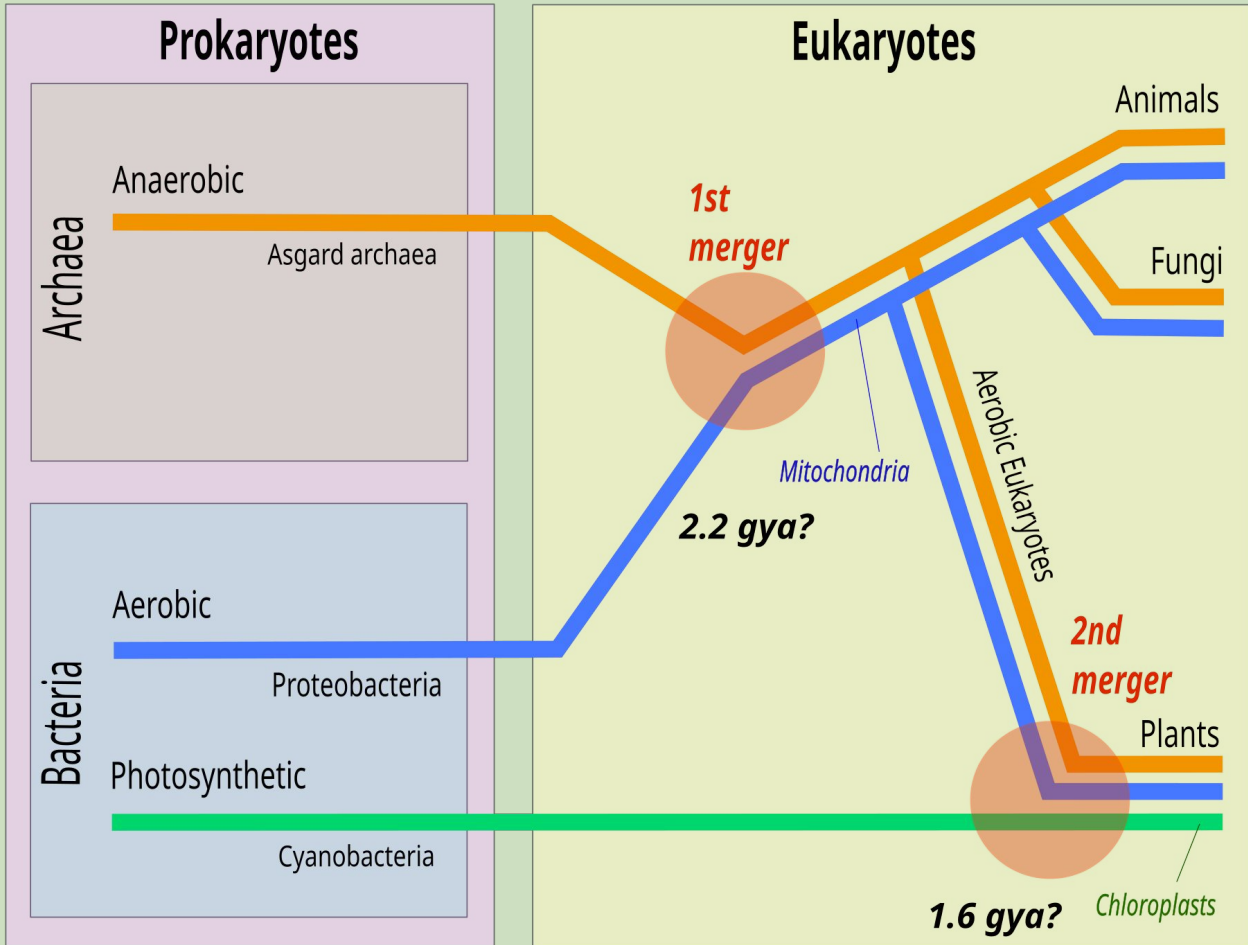 Prokaryotes
Archaea
Anaerobic
Asgard archaea
Bacteria
Aerobic
Proteobacteria
Photosynthetic
Cyanobacteria
Eukaryotes
1st
merger
Mitochondria
2.2 gya?
Animals
Fungi
Aerobic Eukaryotes
2nd
merger
Plants
Chloroplasts
1.6 gya?